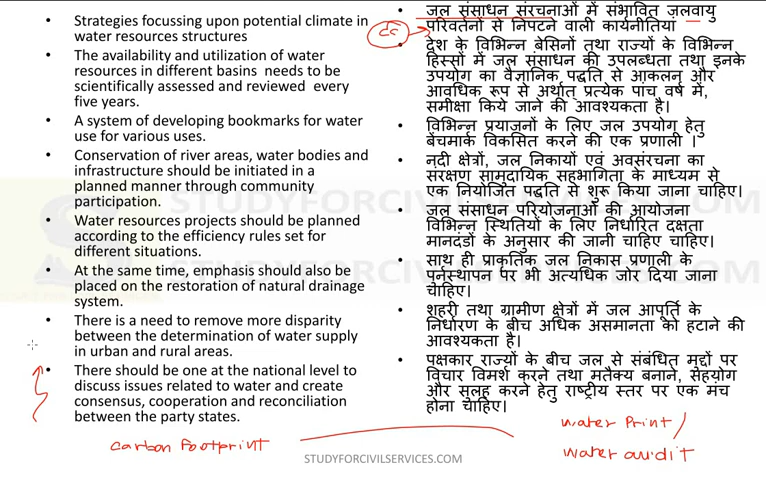 • Strategies focussing upon potential climate in
water resources structures
• The availability and utilization of water
resources in different basins needs to be
scientifically assessed and reviewed every
five years.
• A system of developing bookmarks for water
use for various uses.
• Conservation of river areas, water bodies and
infrastructure should be initiated in a
planned manner through community
participation.
• Water resources projects should be planned
according to the efficiency rules set for
different situations.
• At the same time, emphasis should also be
placed on the restoration of natural drainage
system.
• There is a need to remove more disparity
between the determination of water supply
in urban and rural areas.
• There should be one at the national level to
discuss issues related to water and create
consensus, cooperation and reconciliation
between the party states.
• जल संसाधन संरचनाओं में संभावित जलवायु
परिवर्तनों से निपटने वाली कार्यनीतियां
• देश के विभिन्न बेसिनों तथा राज्यों के विभिन्न
हिस्सों में जल संसाधन की उपलब्धता तथा इनके
उपयोग का वैज्ञानिक पद्धति से आकलन और
आवधिक रूप से अर्थात् प्रत्येक पांच वर्ष में,
समीक्षा किये जाने की आवश्यकता है।
• विभिन्न प्रयोजनों के लिए जल उपयोग हेतु
बेंचमार्क विकसित करने की एक प्रणाली ।
• नदी क्षेत्रों, जल निकायों एवं अवसंरचना का
संरक्षण सामुदायिक सहभागिता के माध्यम से
एक नियोजित पद्धति से शुरू किया जाना चाहिए।
• जल संसाधन परियोजनाओं की आयोजना
विभिन्न स्थितियों के लिए निर्धारित दक्षता
मानदंडों के अनुसार की जानी चाहिए चाहिए।
• साथ ही प्राकृतिक जल निकास प्रणाली के
पुर्नस्थापन पर भी अत्यधिक जोर दिया जाना
चाहिए।
• शहरी तथा ग्रामीण क्षेत्रों में जल आपूर्ति के
निर्धारण के बीच अधिक असमानता को हटाने की
आवश्यकता है।
• पक्षकार राज्यों के बीच जल से संबंधित मुद्दों पर
विचार विमर्श करने तथा मतैक्य बनाने, सहयोग
और सुलह करने हेतु राष्ट्रीय स्तर पर एक मंच
होना चाहिए।
cc
carbon footprint
water Print /
water audit
STUDYFORCIVILSERVICES.COM
STUDYFORCIVILSERVICES.COM